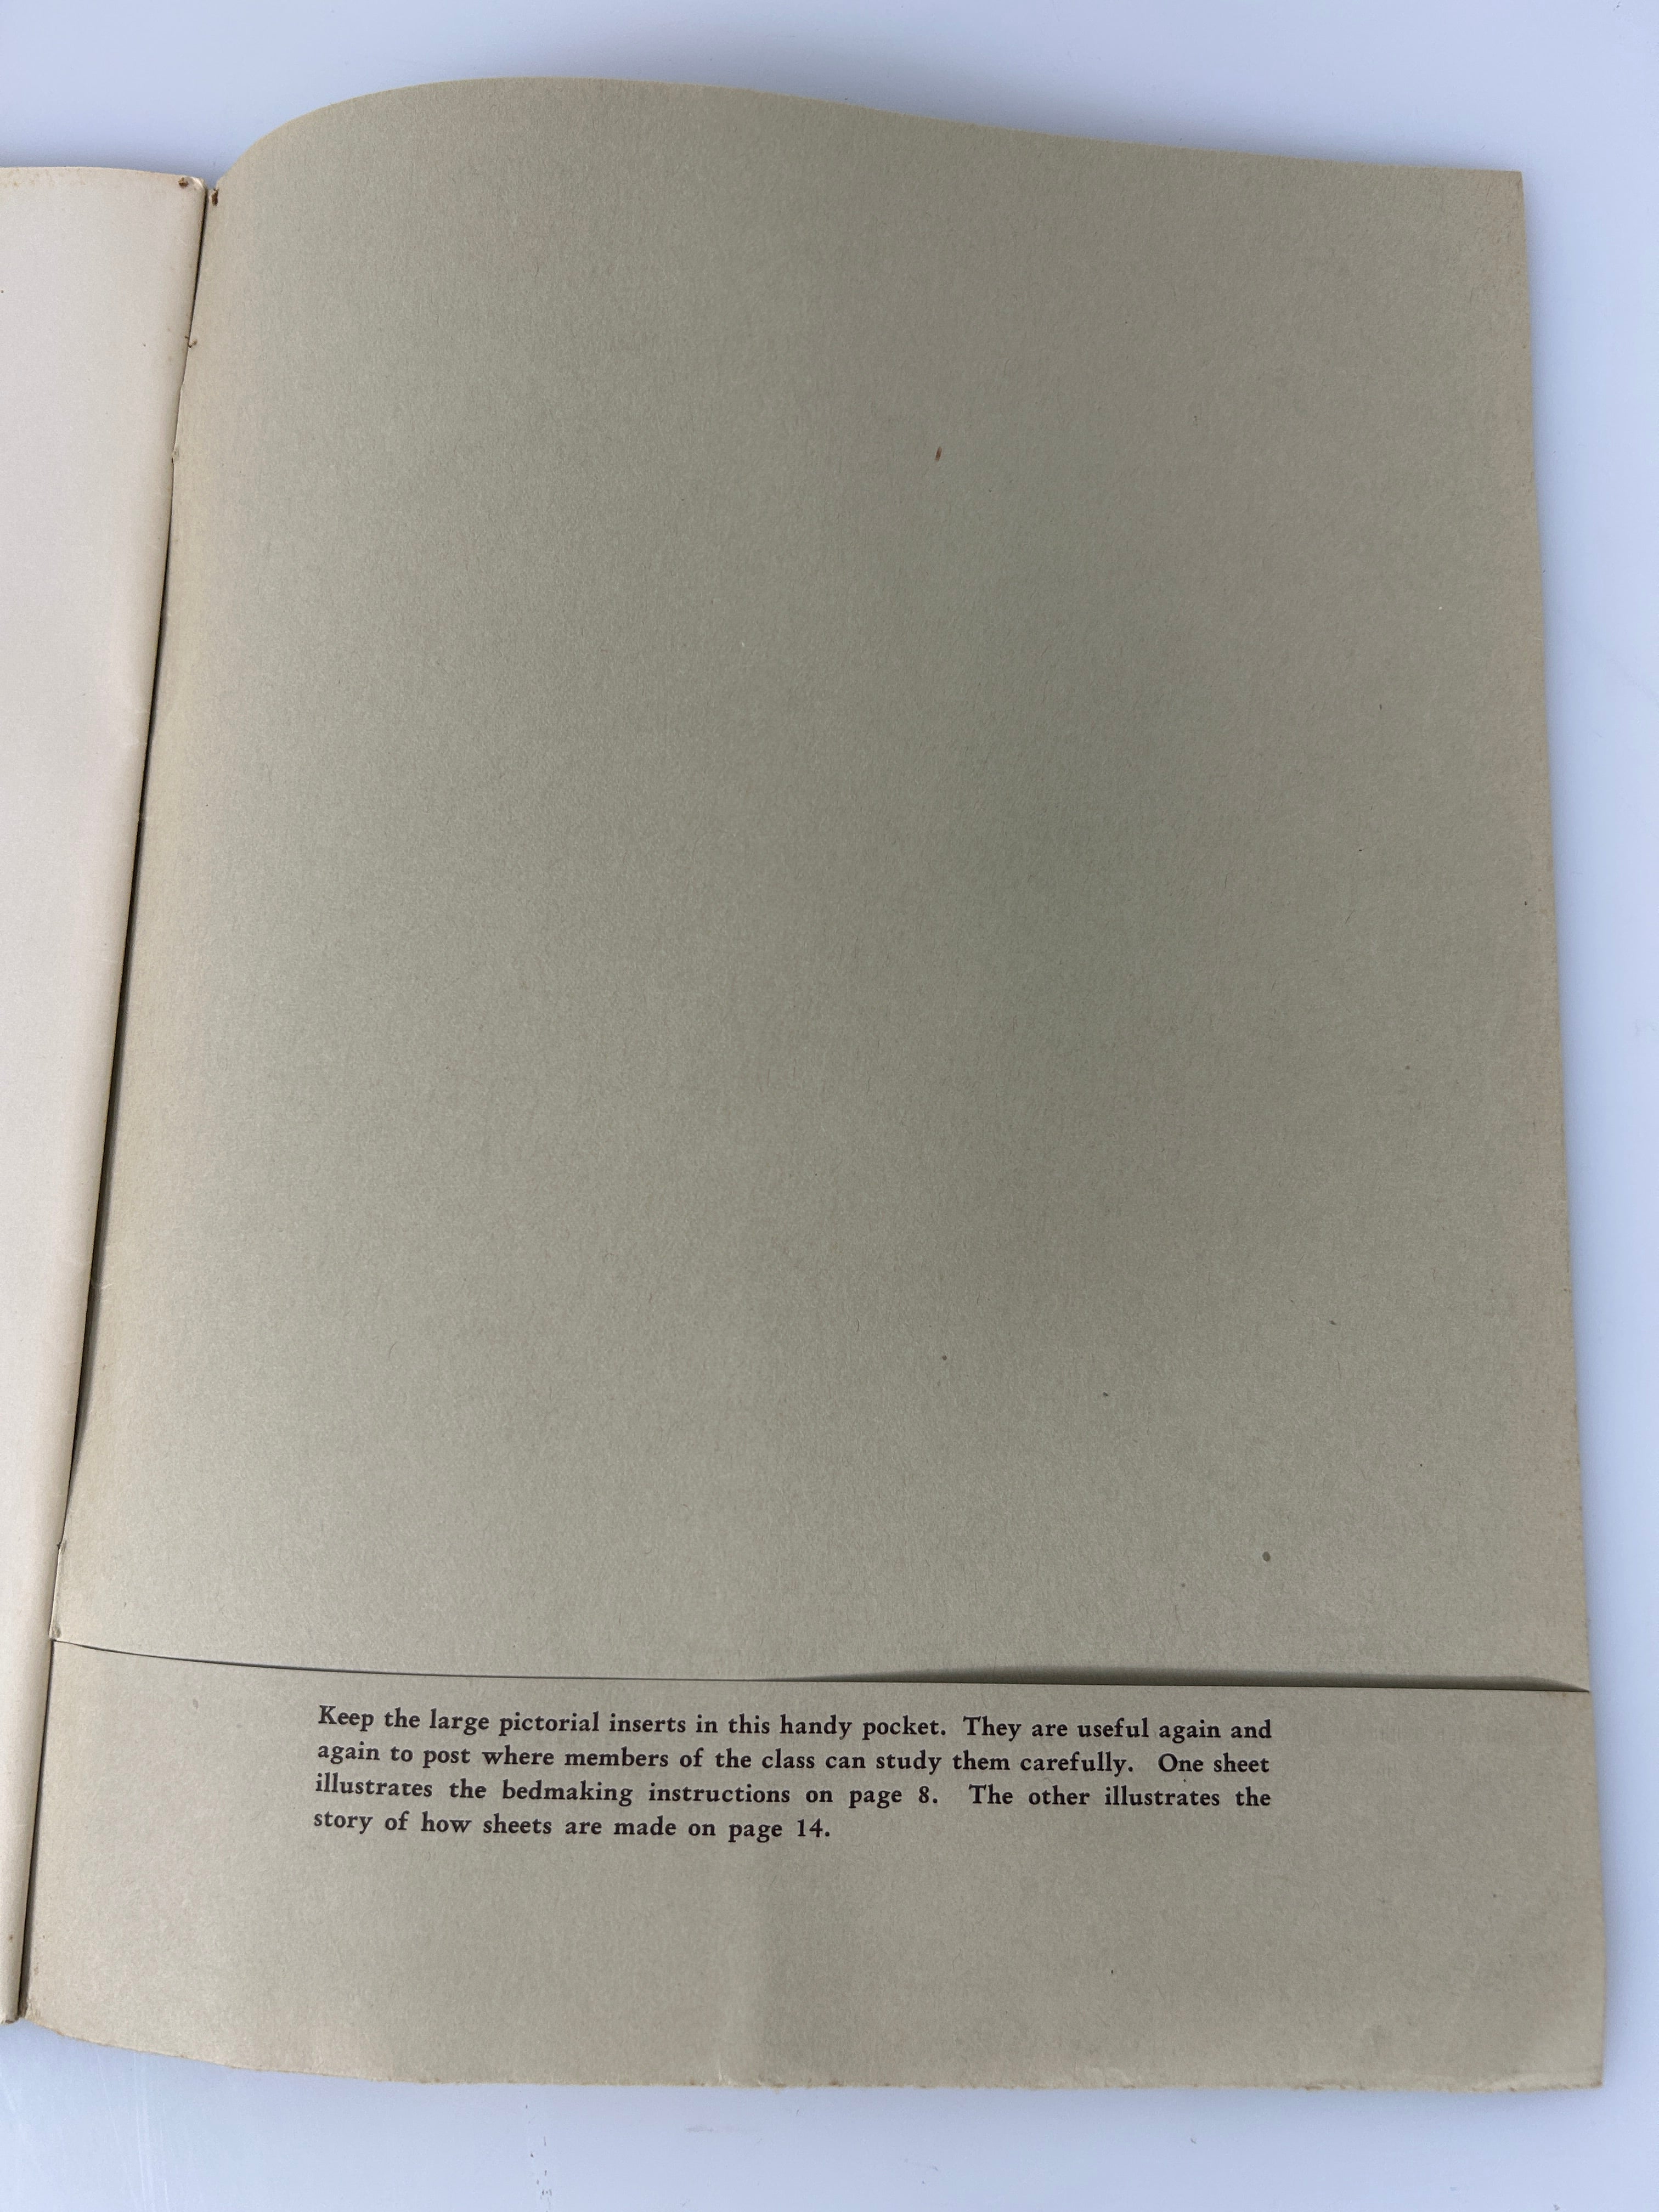 Keep the large pictorial inserts in this handy pocket. They are useful again and
again to post where members of the class can study them carefully. One sheet
illustrates the bedmaking instructions on page 8. The other illustrates the
story of how sheets are made on page 14.